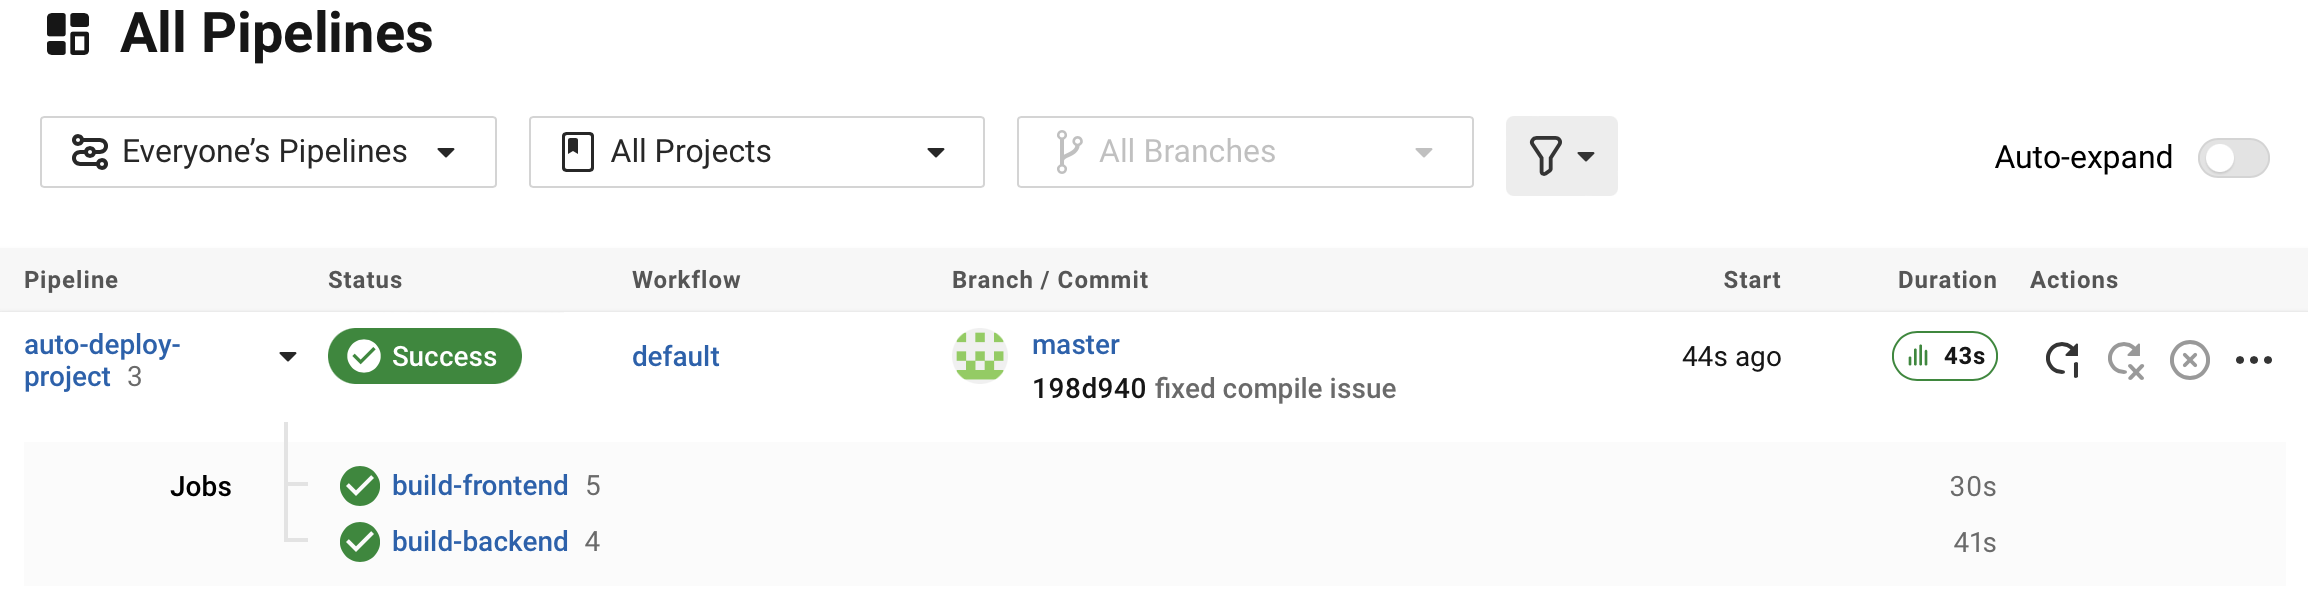 All Pipelines
Everyone’s Pipelines
All Projects
All Branches
Auto-expand
Pipeline Status Workflow Branch / Commit Start Duration Actions
auto-deploy-
project 3
Success
default
master
198d940 fixed compile issue
44s ago
43s
Jobs
build-frontend 5 30s
build-backend 4 41s